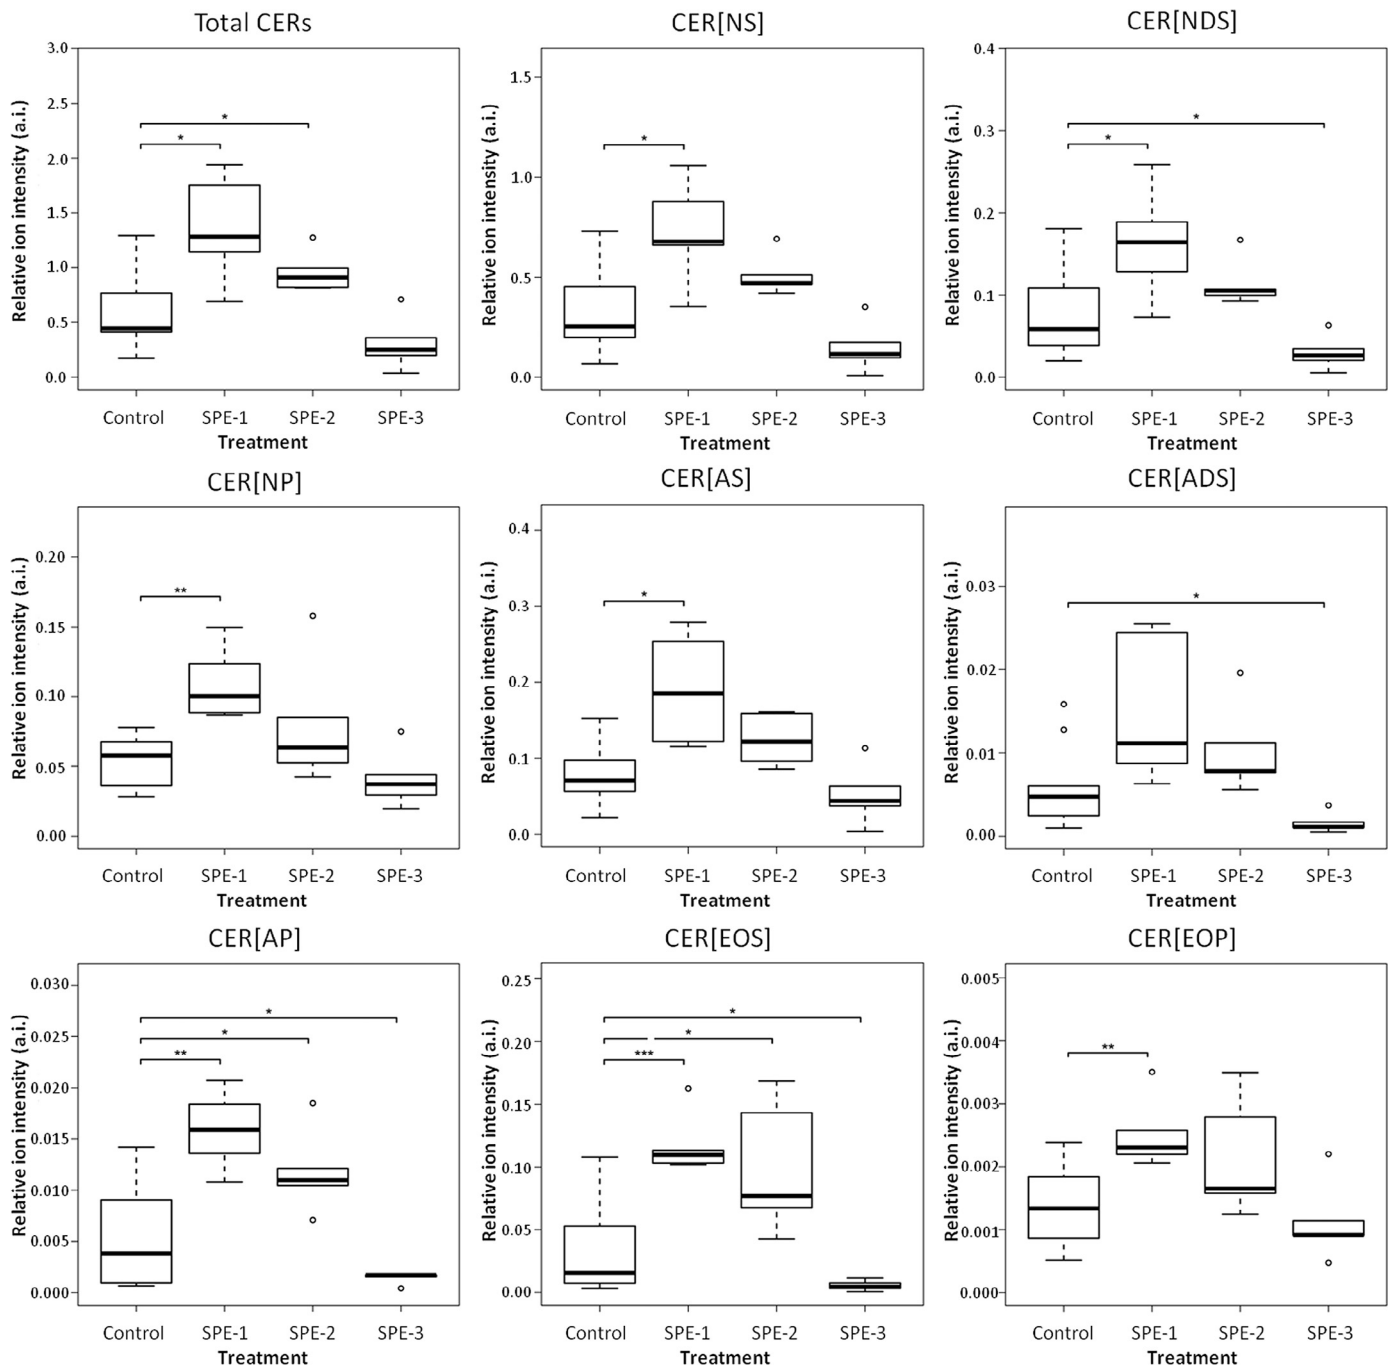 Total CERs
Relative ion intensity (a.i.)
3.0
2.5
2.0
1.5
1.0
0.5
0.0
*
*
Control SPE-1 SPE-2 SPE-3
Treatment
CER[NS]
Relative ion intensity (a.i.)
1.5
1.0
0.5
0.0
*
Control SPE-1 SPE-2 SPE-3
Treatment
CER[NDS]
Relative ion intensity (a.i.)
0.4
0.3
0.2
0.1
0.0
*
*
Control SPE-1 SPE-2 SPE-3
Treatment
CER[NP]
Relative ion intensity (a.i.)
0.20
0.15
0.10
0.05
0.00
**
Control SPE-1 SPE-2 SPE-3
Treatment
CER[AS]
Relative ion intensity (a.i.)
0.4
0.3
0.2
0.1
0.0
*
Control SPE-1 SPE-2 SPE-3
Treatment
CER[ADS]
Relative ion intensity (a.i.)
0.03
0.02
0.01
0.00
*
Control SPE-1 SPE-2 SPE-3
Treatment
CER[AP]
Relative ion intensity (a.i.)
0.030
0.025
0.020
0.015
0.010
0.005
0.000
*
*
**
Control SPE-1 SPE-2 SPE-3
Treatment
CER[EOS]
Relative ion intensity (a.i.)
0.25
0.20
0.15
0.10
0.05
0.00
*
*
***
Control SPE-1 SPE-2 SPE-3
Treatment
CER[EOP]
Relative ion intensity (a.i.)
0.005
0.004
0.003
0.002
0.001
0.000
**
Control SPE-1 SPE-2 SPE-3
Treatment